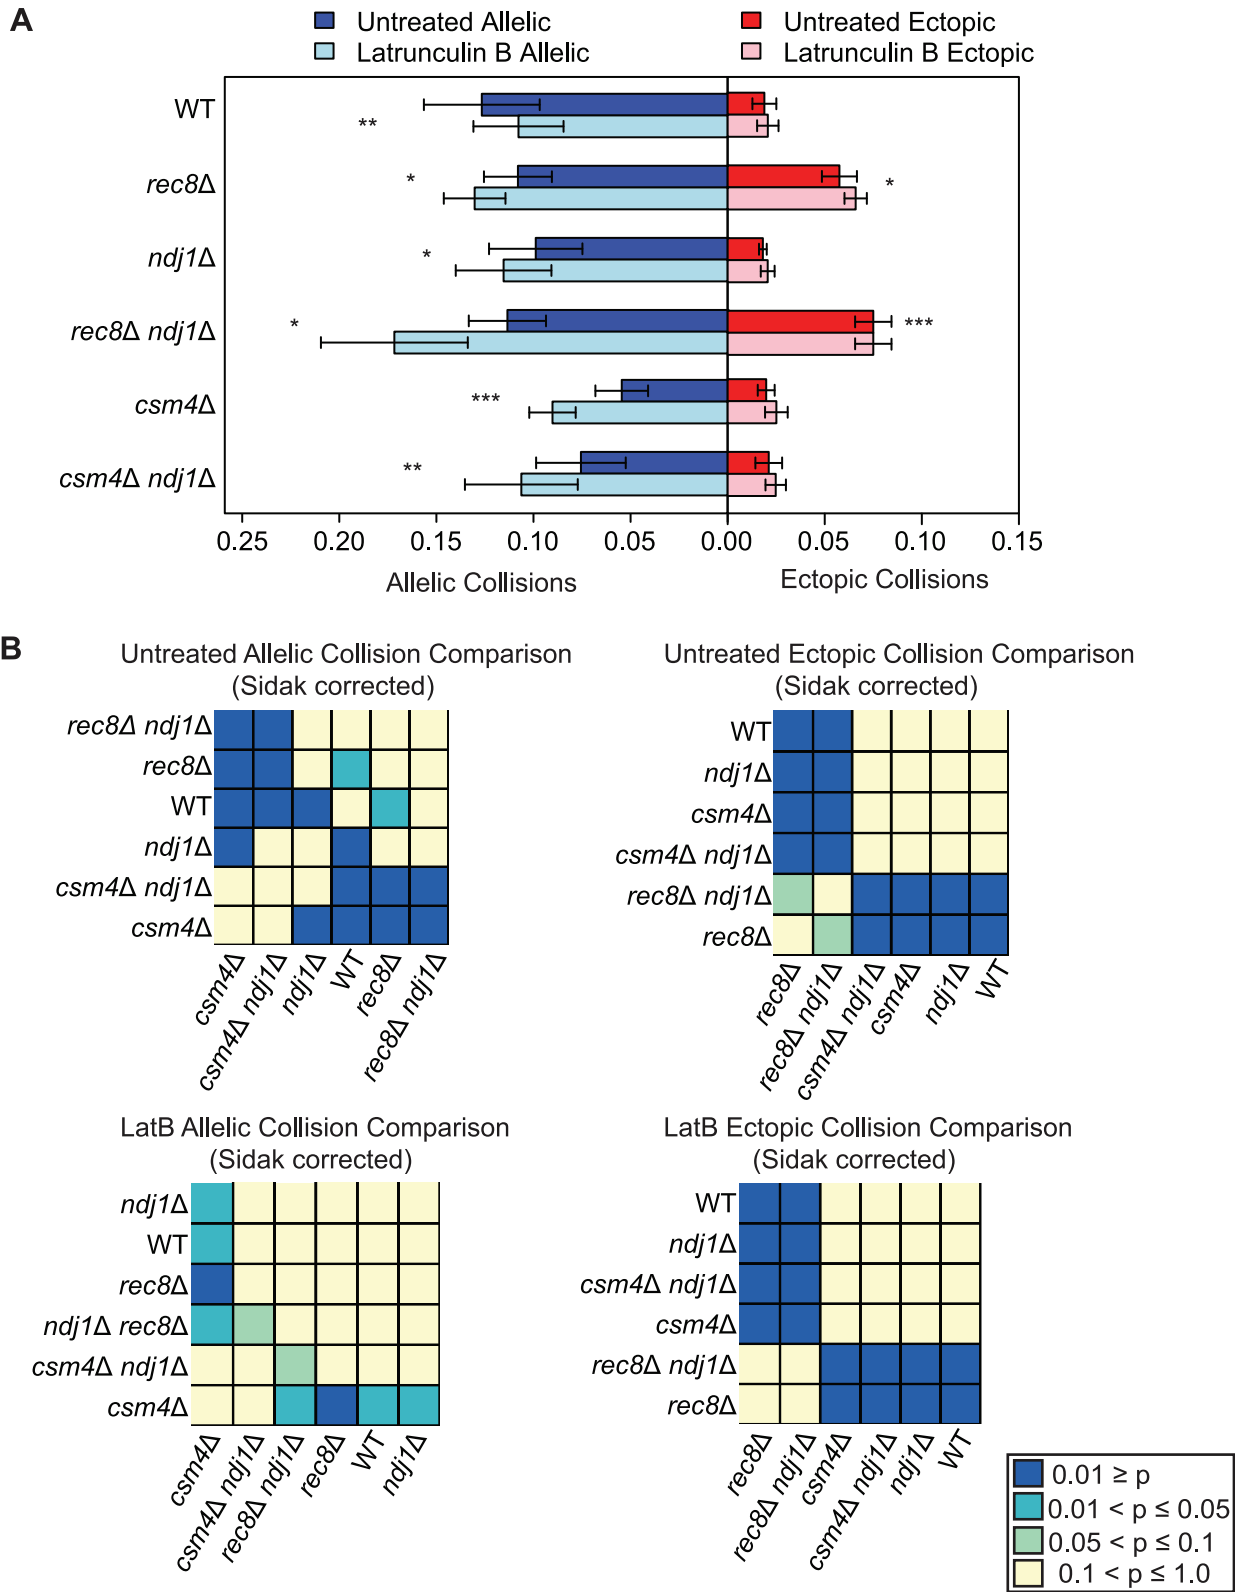 A
Untreated Allelic
Untreated Ectopic
Latrunculin B Allelic
Latrunculin B Ectopic
WT
**
rec8Δ
*
*
ndj1Δ
*
rec8Δ ndj1Δ
*
***
csm4Δ
***
csm4Δ ndj1Δ
**
0.25 0.20 0.15 0.10 0.05 0.00 0.05 0.10 0.15
Allelic Collisions
Ectopic Collisions
B
Untreated Allelic Collision Comparison
(Sidak corrected)
rec8Δ ndj1Δ
rec8Δ
WT
ndj1Δ
csm4Δ ndj1Δ
csm4Δ
csm4Δ
csm4Δ ndj1Δ
ndj1Δ
WT
rec8Δ
rec8Δ ndj1Δ
Untreated Ectopic Collision Comparison
(Sidak corrected)
WT
ndj1Δ
csm4Δ
csm4Δ ndj1Δ
rec8Δ ndj1Δ
rec8Δ
rec8Δ
rec8Δ ndj1Δ
csm4Δ ndj1Δ
csm4Δ
ndj1Δ
WT
LatB Allelic Collision Comparison
(Sidak corrected)
ndj1Δ
WT
rec8Δ
ndj1Δ rec8Δ
csm4Δ ndj1Δ
csm4Δ
csm4Δ
csm4Δ ndj1Δ
rec8Δ ndj1Δ
rec8Δ
WT
ndj1Δ
LatB Ectopic Collision Comparison
(Sidak corrected)
WT
ndj1Δ
csm4Δ ndj1Δ
csm4Δ
rec8Δ ndj1Δ
rec8Δ
rec8Δ
rec8Δ ndj1Δ
csm4Δ
csm4Δ ndj1Δ
ndj1Δ
WT
0.01 ≥ p
0.01 < p ≤ 0.05
0.05 < p ≤ 0.1
0.1 < p ≤ 1.0